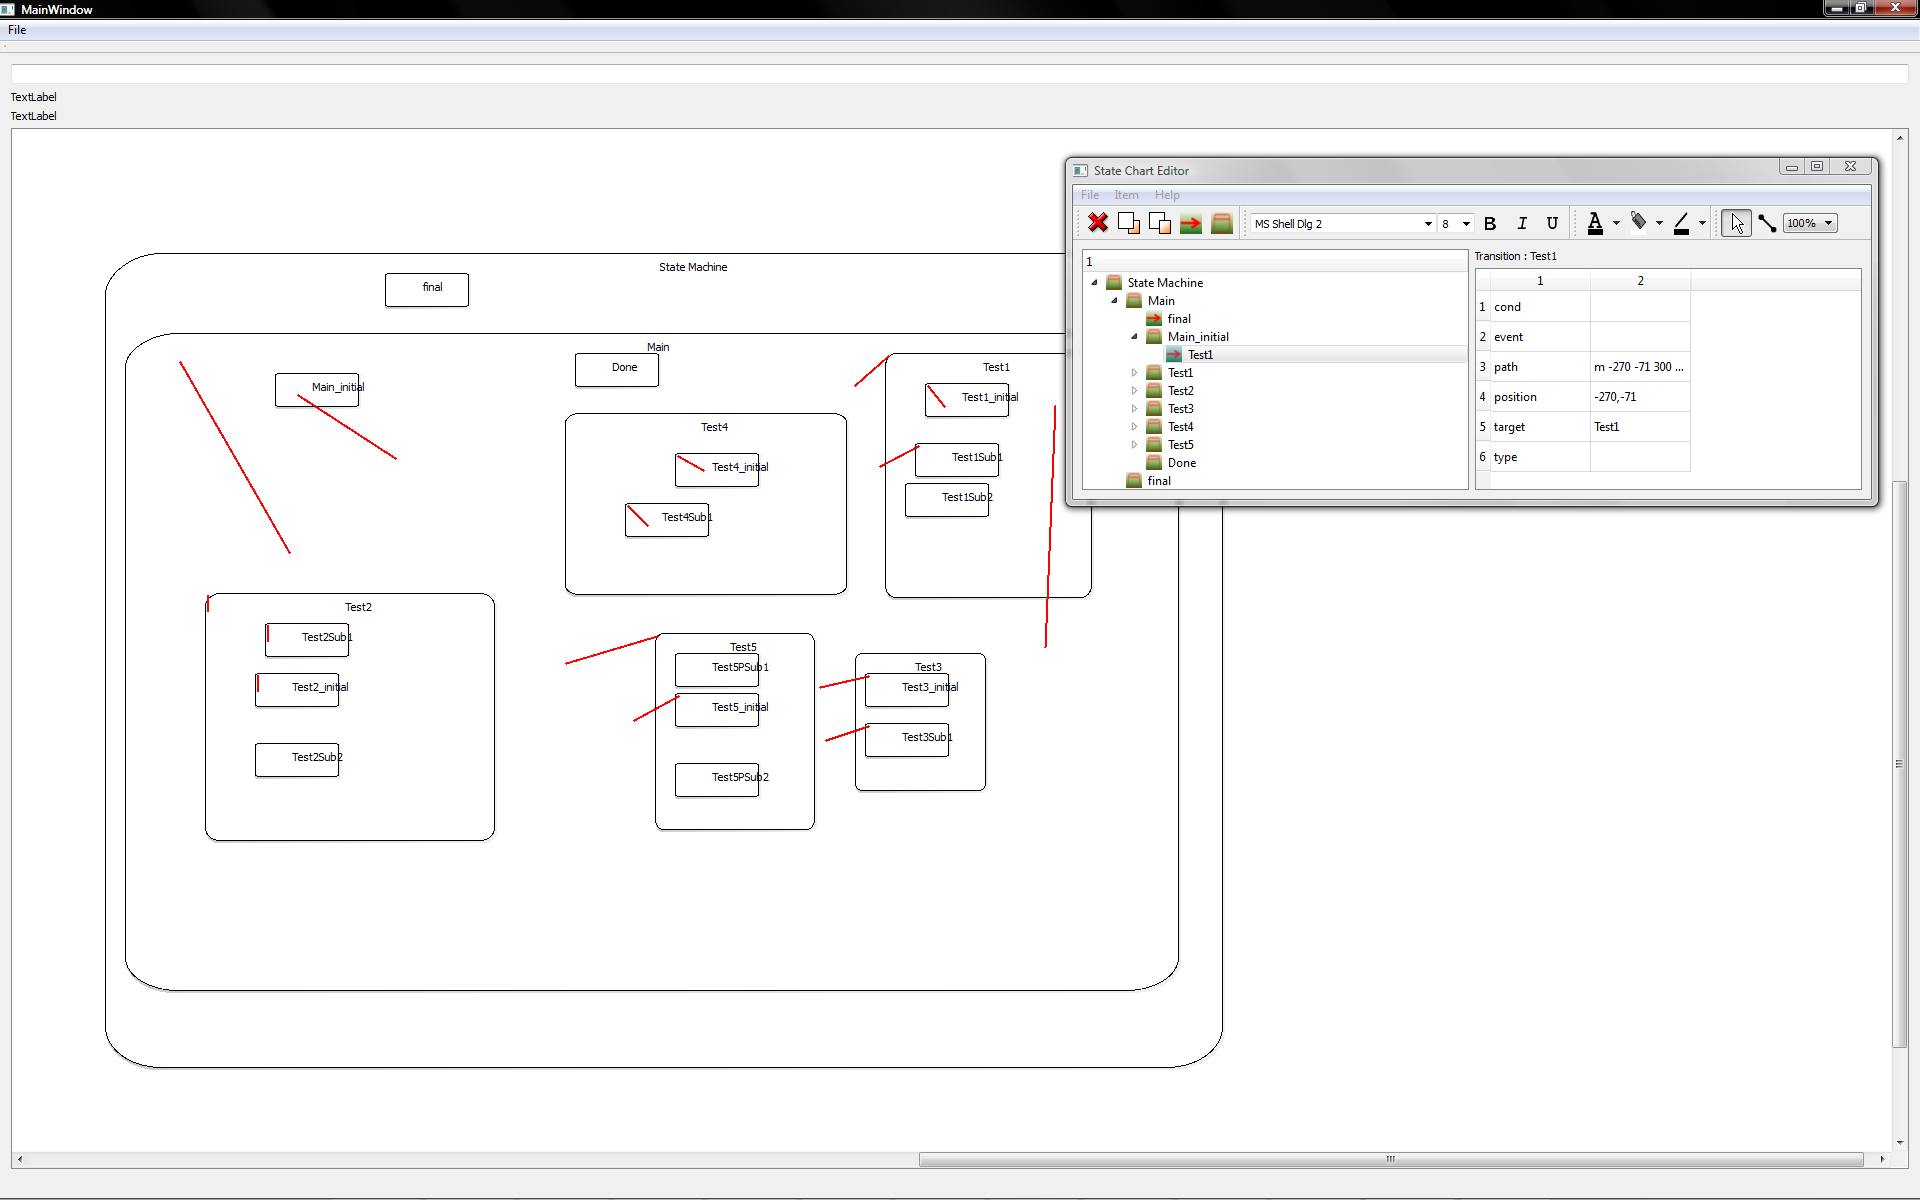 MainWindow
File
TextLabel
TextLabel
State Machine
final
Main
Main_initial
Done
Test1
Test1_initial
Test1Sub1
Test1Sub2
Test4
Test4_initial
Test4Sub1
Test2
Test2Sub1
Test2_initial
Test2Sub2
Test5
Test5PSub1
Test5_initial
Test5PSub2
Test3
Test3_initial
Test3Sub1
State Chart Editor
File Item Help
MS Shell Dlg 2 8 B I U A 100%
1
State Machine
Main
final
Main_initial
Test1
Test1
Test2
Test3
Test4
Test5
Done
final
Transition : Test1
1 2
1 cond
2 event
3 path m -270 -71 300 ...
4 position -270,-71
5 target Test1
6 type